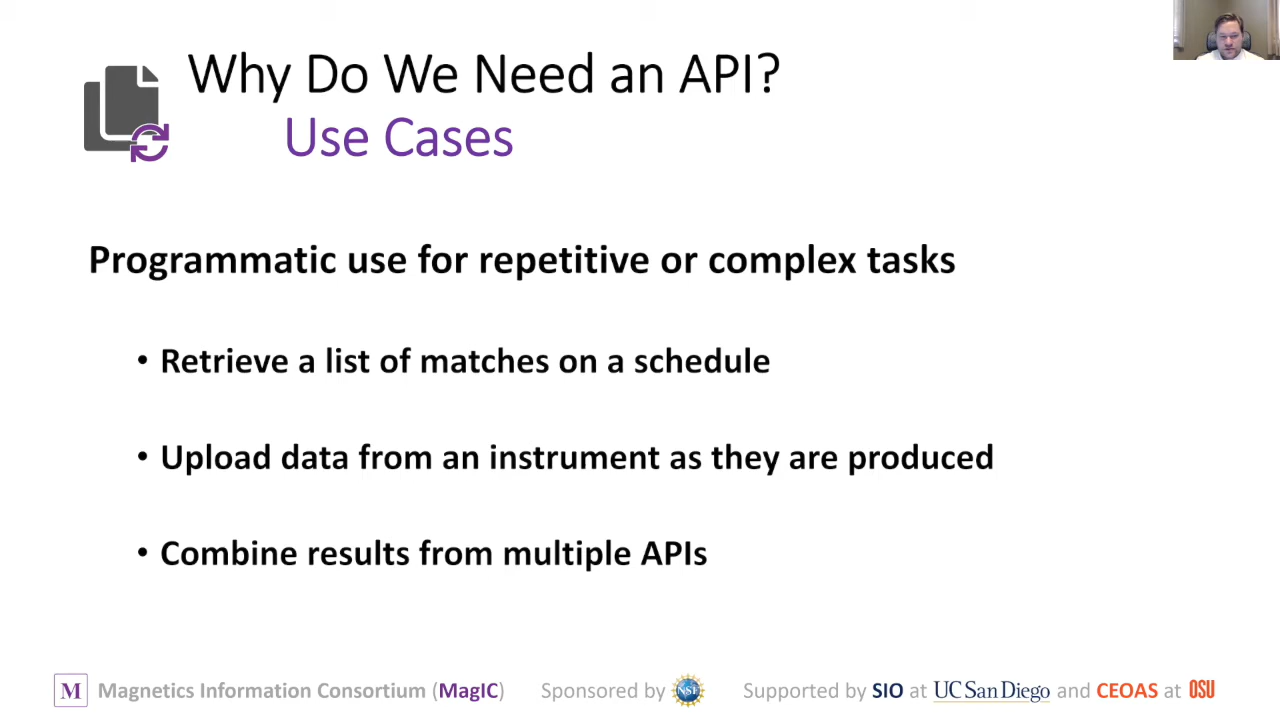 Why Do We Need an API?
Use Cases
Programmatic use for repetitive or complex tasks
• Retrieve a list of matches on a schedule
• Upload data from an instrument as they are produced
• Combine results from multiple APIs
M Magnetics Information Consortium (MagIC) Sponsored by NSF Supported by SIO at UC San Diego and CEOAS at OSU